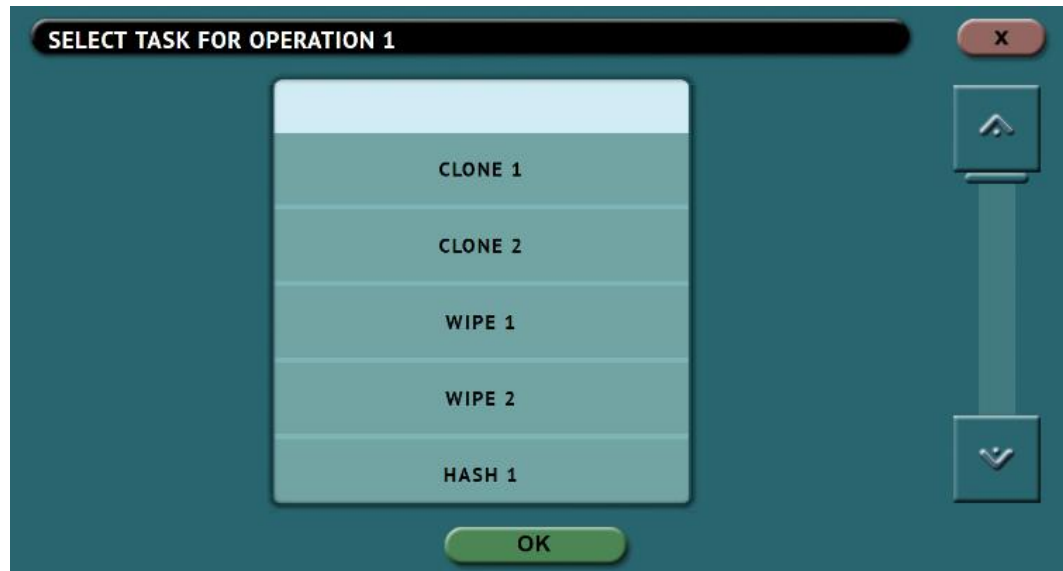 SELECT TASK FOR OPERATION 1
X
CLONE 1
CLONE 2
WIPE 1
WIPE 2
HASH 1
OK